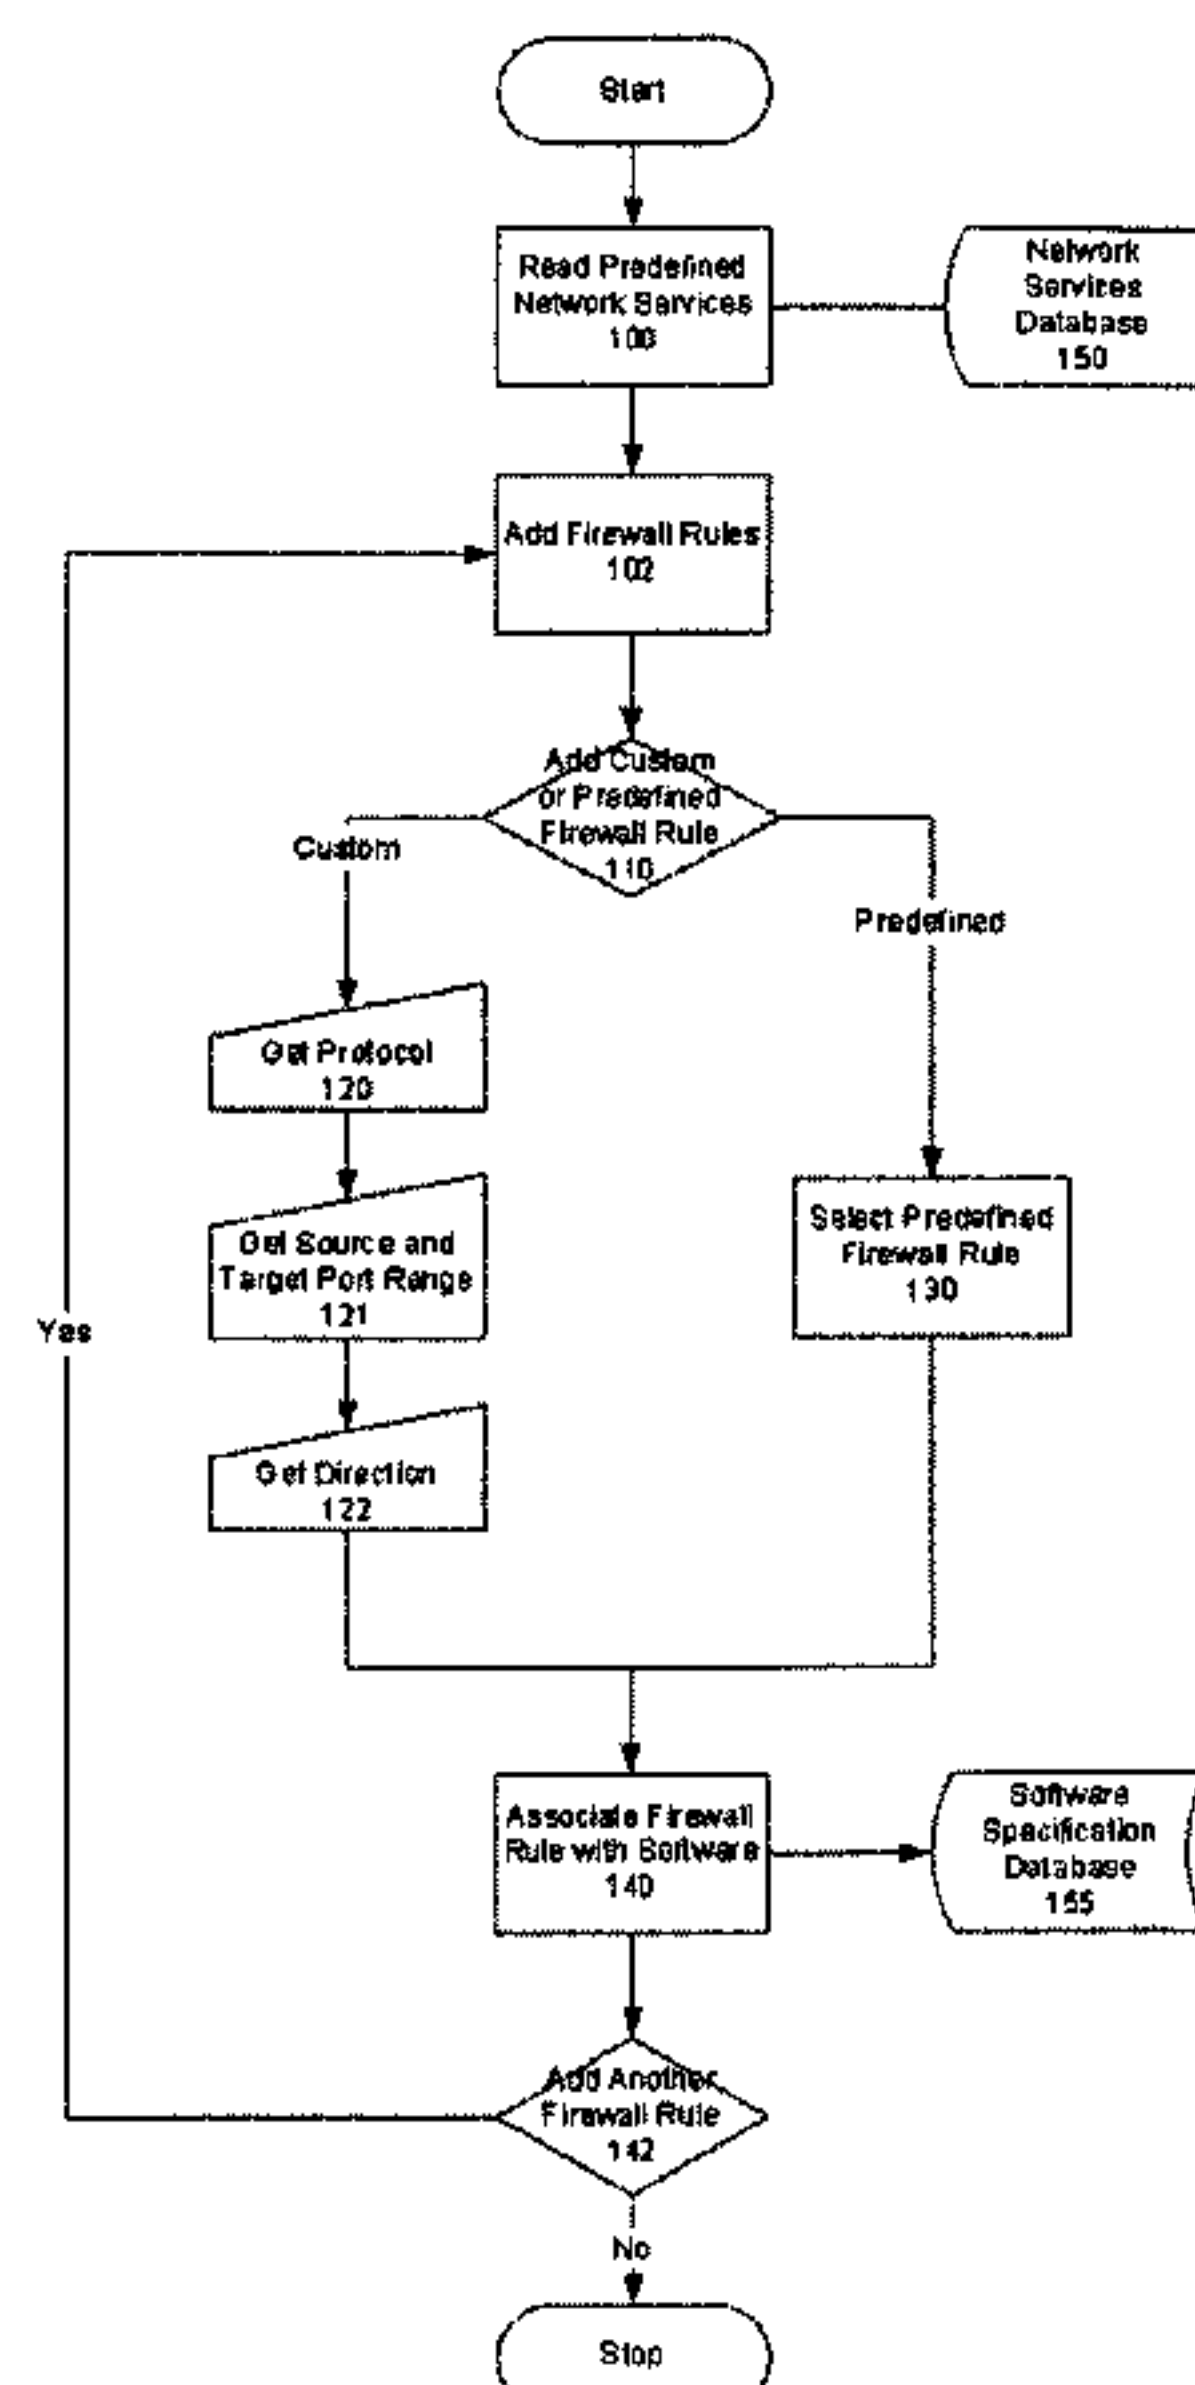 Start
Read Predefined
Network Services
100
Network
Services
Database
150
Add Firewall Rules
102
Add Custom
or Predefined
Firewall Rule
110
Custom
Predefined
Get Protocol
120
Get Source and
Target Port Range
121
Select Predefined
Firewall Rule
130
Yes
Get Direction
122
Associate Firewall
Rule with Software
140
Software
Specification
Database
155
Add Another
Firewall Rule
142
No
Stop